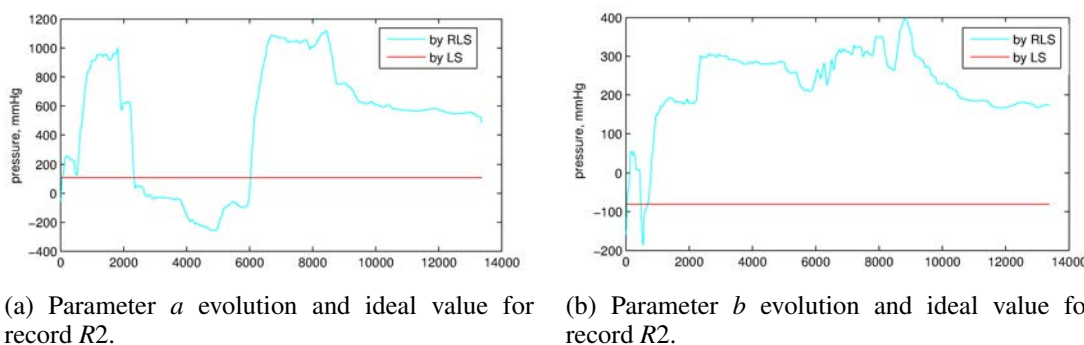 1200
1000
800
600
400
200
0
−200
−400
pressure, mmHg
by RLS
by LS
0 2000 4000 6000 8000 10000 12000 14000
400
300
200
100
0
−100
−200
pressure, mmHg
by RLS
by LS
0 2000 4000 6000 8000 10000 12000 14000
(a) Parameter a evolution and ideal value for
record R2.
(b) Parameter b evolution and ideal value fo
record R2.